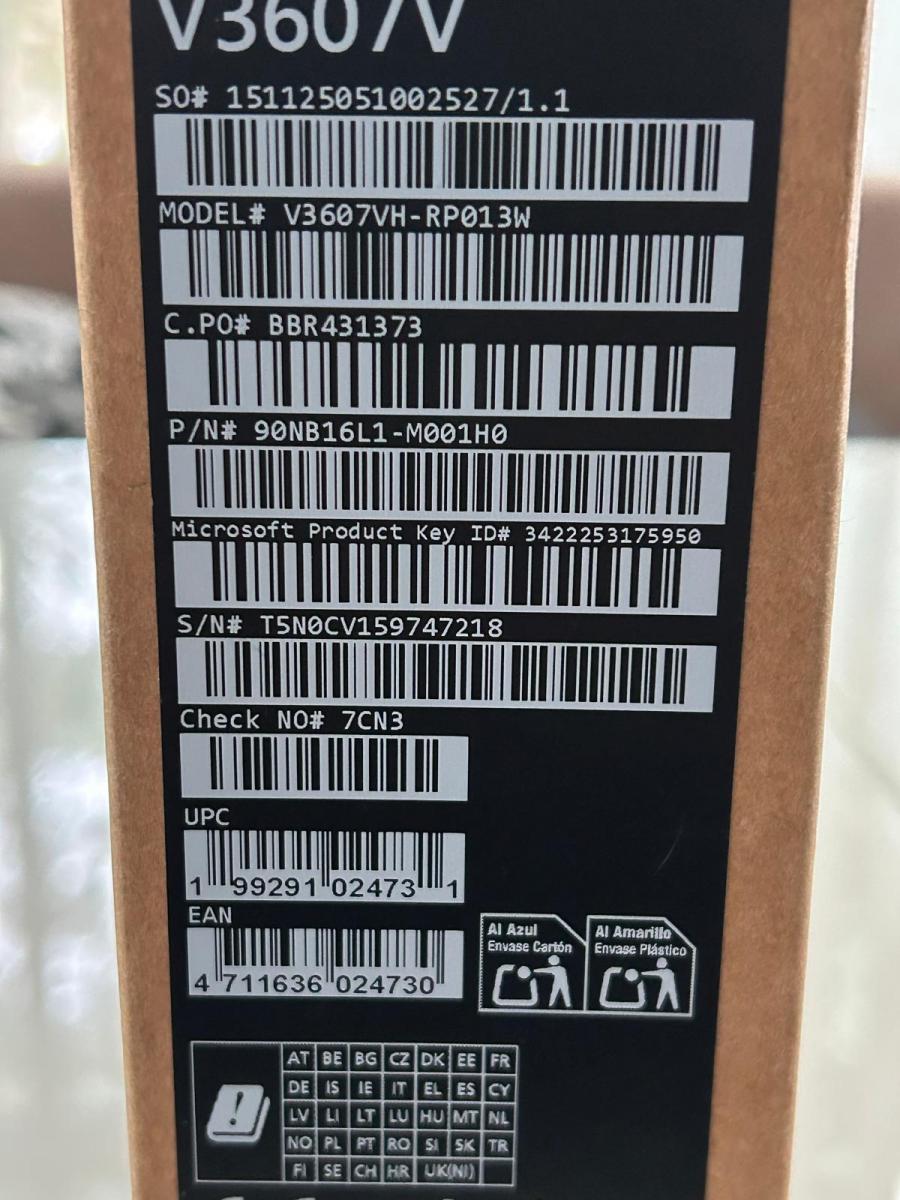 V3607V
SO# 151125051002527/1.1
MODEL# V3607VH-RP013W
C.PO# BBR431373
P/N# 90NB16L1-M001H0
Microsoft Product Key ID# 3422253175950
S/N# T5N0CV159747218
Check NO# 7CN3
UPC
1 99291 02473 1
EAN
4 711636 024730
Al Azul
Envase Cartón
Al Amarillo
Envase Plástico
AT BE BG CZ DK EE FR
DE IS IE IT EL ES CY
LV LI LT LU HU MT NL
NO PL PT RO SI SK TR
FI SE CH HR UK(NI)